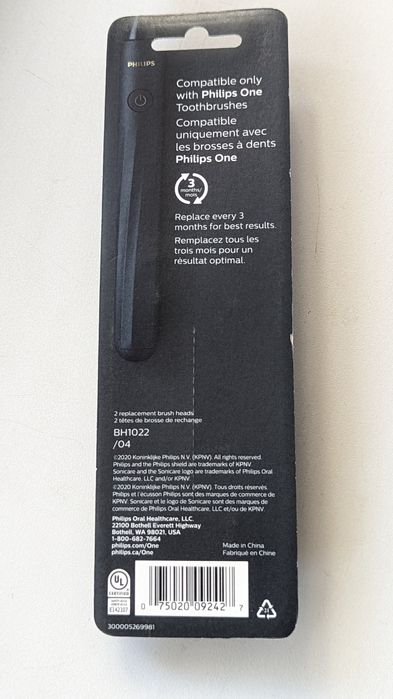 PHILIPS
Compatible only
with Philips One
Toothbrushes
Compatible
uniquement avec
les brosses à dents
Philips One
3
months/
mois
Replace every 3
months for best results.
Remplacez tous les
trois mois pour un
résultat optimal.
2 replacement brush heads
2 têtes de brosse de rechange
BH1022
/04
©2020 Koninklijke Philips N.V. (KPNV). All rights reserved.
Philips and the Philips shield are trademarks of KPNV.
Sonicare and the Sonicare logo are trademarks of Philips Oral
Healthcare, LLC and/or KPNV.
©2020 Koninklijke Philips N.V. (KPNV). Tous droits réservés.
Philips et l'écusson Philips sont des marques de commerce de
KPNV. Sonicare et le logo de Sonicare sont des marques de
commerce de Philips Oral Healthcare, LLC et/ou de KPNV.
Philips Oral Healthcare, LLC.
22100 Bothell Everett Highway
Bothell, WA 98021, USA
1-800-682-7664
philips.com/One
philips.ca/One
Made in China
Fabriqué en Chine
UL
CERTIFIED
E142107
0 75020 09242 7
21
300005269981